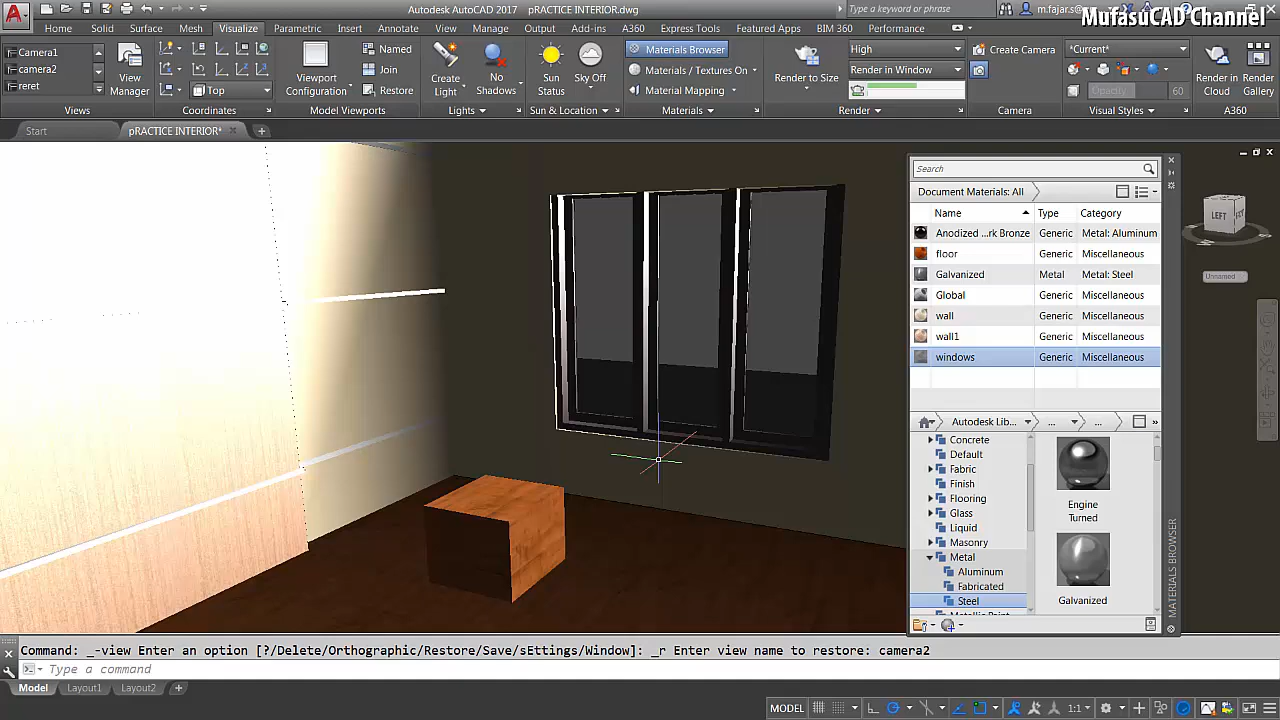 Autodesk AutoCAD 2017 pRACTICE INTERIOR.dwg
Type a keyword or phrase
m.fajar.s@
MufasuCAD Channel
Home Solid Surface Mesh Visualize Parametric Insert Annotate View Manage Output Add-ins A360 Express Tools Featured Apps BIM 360 Performance
Camera1
camera2
reret
View Manager
Top
Viewport Configuration
Named
Join
Restore
Create Light
No Shadows
Sun Status
Sky Off
Materials Browser
Materials / Textures On
Material Mapping
Render to Size
High
Render in Window
Create Camera
*Current*
Opacity 60
Render in Cloud
Render Gallery
Views Coordinates Model Viewports Lights Sun & Location Materials Render Camera Visual Styles A360
Start
pRACTICE INTERIOR*
Search
Document Materials: All
Name Type Category
Anodized ...rk Bronze Generic Metal: Aluminum
floor Generic Miscellaneous
Galvanized Metal Metal: Steel
Global Generic Miscellaneous
wall Generic Miscellaneous
wall1 Generic Miscellaneous
windows Generic Miscellaneous
LEFT
Unnamed
Autodesk Lib... ... ... »
Concrete
Default
Fabric
Finish
Flooring
Glass
Liquid
Masonry
Metal
Aluminum
Fabricated
Steel
Metallic Paint
Engine Turned
Galvanized
MATERIALS BROWSER
Command: _-view Enter an option [?/Delete/Orthographic/Restore/Save/sEttings/Window]: _r Enter view name to restore: camera2
Type a command
Model Layout1 Layout2
MODEL
1:1